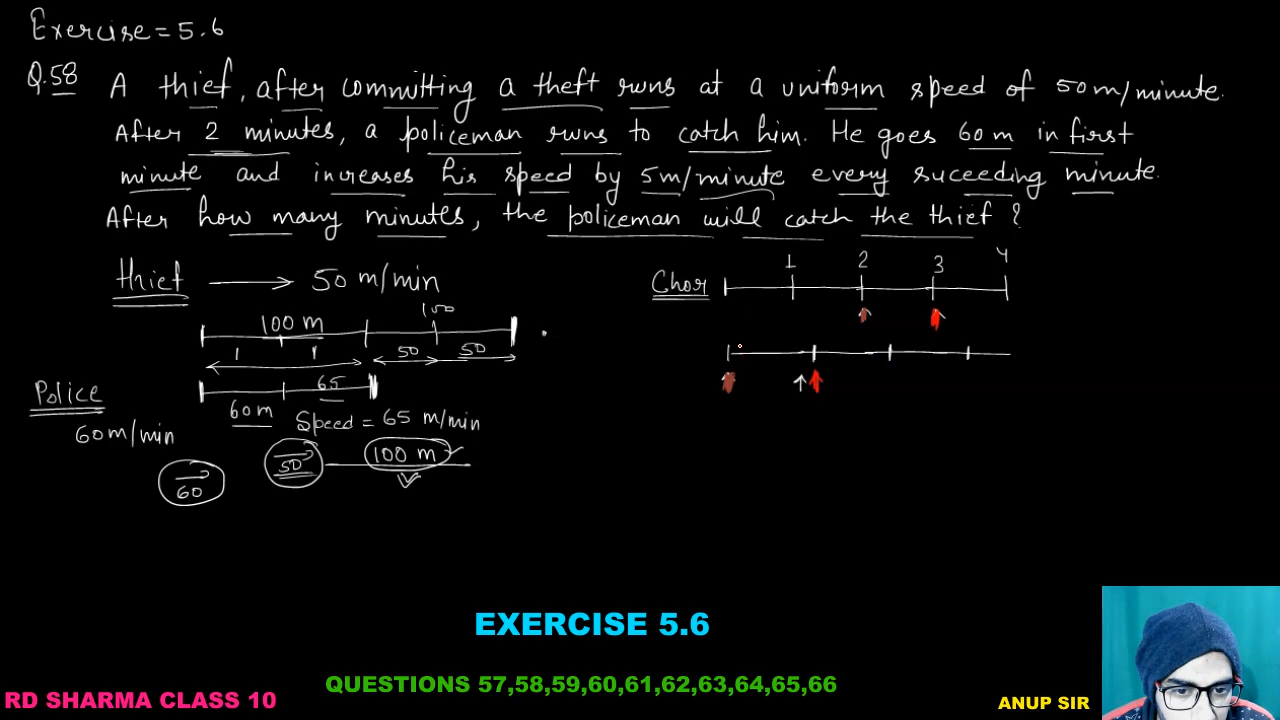 Exercise = 5.6
Q.58 A thief, after committing a theft runs at a uniform speed of 50 m/minute.
After 2 minutes, a policeman runs to catch him. He goes 60 m in first
minute and increases his speed by 5 m/minute every suceeding minute.
After how many minutes, the policeman will catch the thief?
Thief → 50 m/min
100 m
100
1 1 50 50
Police
60 m/min
65
60 m
Speed = 65 m/min
60
50
100 m
Chor
1 2 3 4
EXERCISE 5.6
QUESTIONS 57,58,59,60,61,62,63,64,65,66
RD SHARMA CLASS 10
ANUP SIR